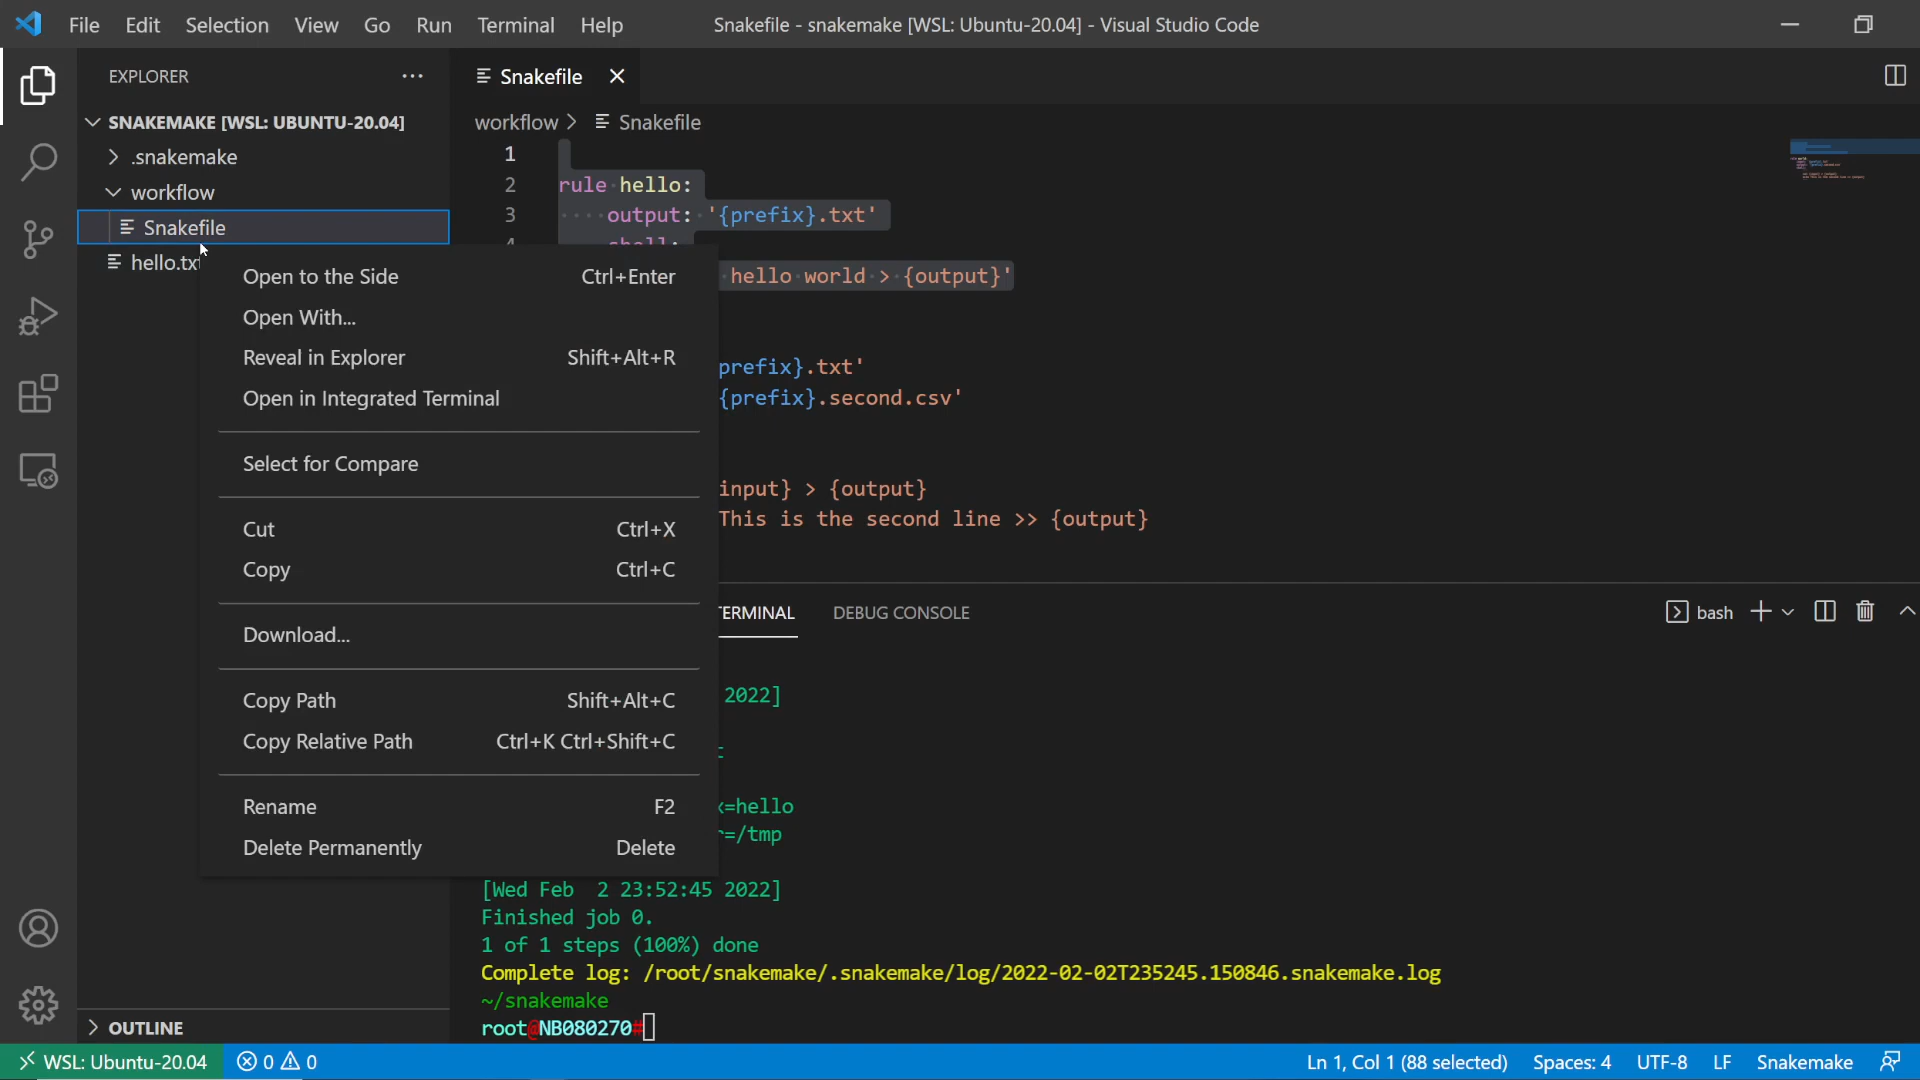 File Edit Selection View Go Run Terminal Help Snakefile - snakemake [WSL: Ubuntu-20.04] - Visual Studio Code
EXPLORER
SNAKEMAKE [WSL: UBUNTU-20.04]
.snakemake
workflow
Snakefile
hello.txt
OUTLINE
Snakefile
workflow > Snakefile
1
2 rule hello:
3 ····output: '{prefix}.txt'
4 shell:
hello·world·>·{output}'
prefix}.txt'
{prefix}.second.csv'
input} > {output}
This is the second line >> {output}
Open to the Side Ctrl+Enter
Open With...
Reveal in Explorer Shift+Alt+R
Open in Integrated Terminal
Select for Compare
Cut Ctrl+X
Copy Ctrl+C
Download...
Copy Path Shift+Alt+C
Copy Relative Path Ctrl+K Ctrl+Shift+C
Rename F2
Delete Permanently Delete
TERMINAL DEBUG CONSOLE bash
2022]
x=hello
r=/tmp
[Wed Feb  2 23:52:45 2022]
Finished job 0.
1 of 1 steps (100%) done
Complete log: /root/snakemake/.snakemake/log/2022-02-02T235245.150846.snakemake.log
~/snakemake
root@NB080270#
WSL: Ubuntu-20.04 0 0 Ln 1, Col 1 (88 selected) Spaces: 4 UTF-8 LF Snakemake